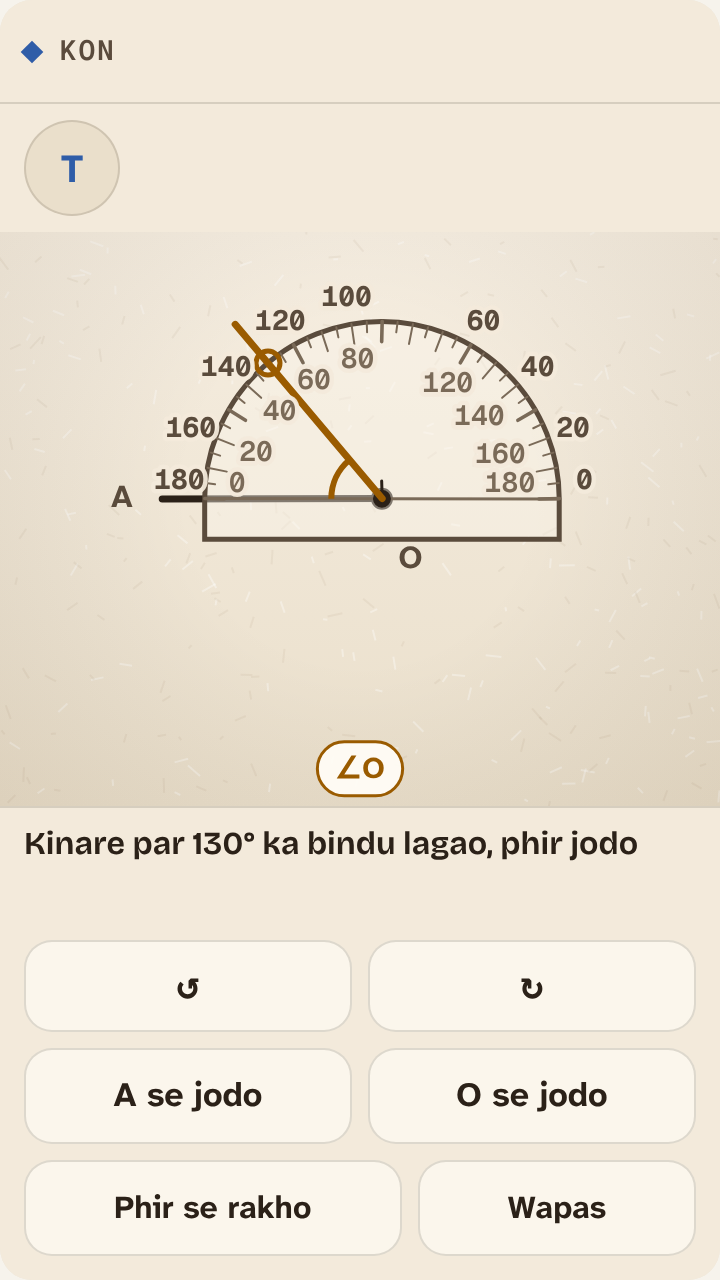 ◆ KON
T
100
120 60
80
140 60 120 40
40 140
160 20 160 20
A 180 0 180 0
O
∠O
Kinare par 130° ka bindu lagao, phir jodo
↺ ↻
A se jodo O se jodo
Phir se rakho Wapas